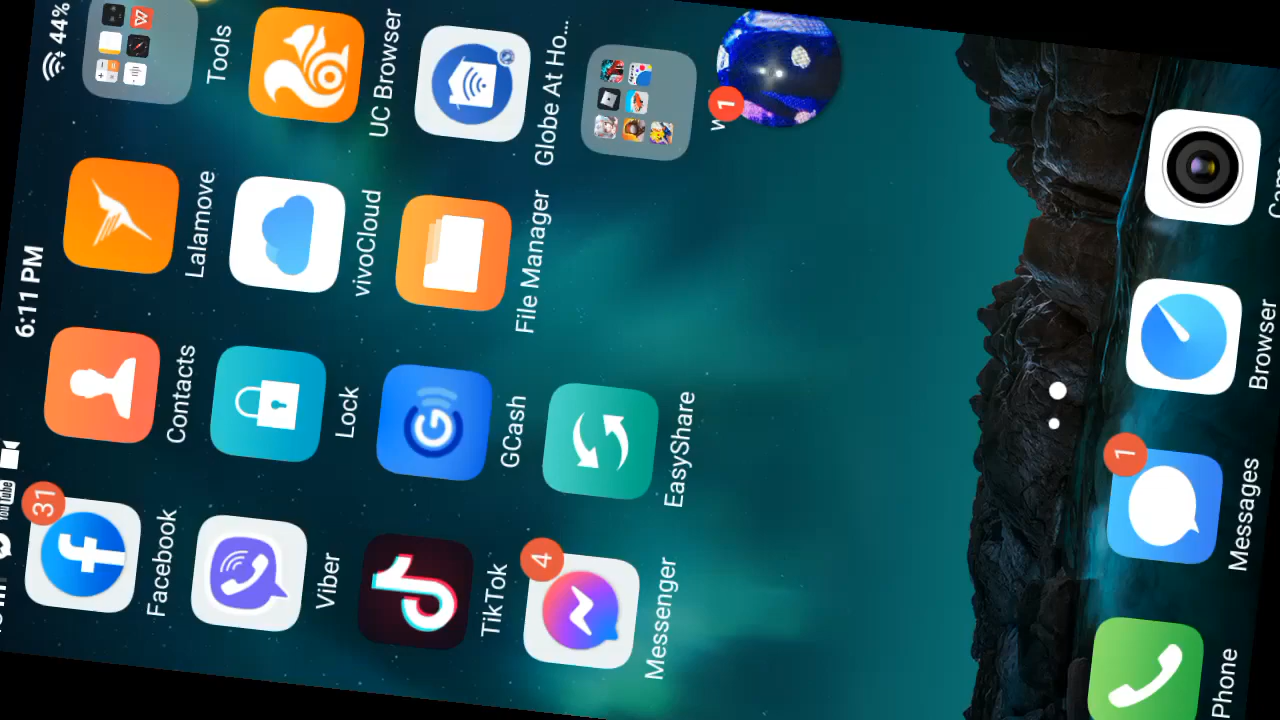 6:11 PM
44%
YouTube
31
Facebook
Contacts
Lalamove
Tools
Viber
Lock
vivoCloud
UC Browser
TikTok
GCash
File Manager
Globe At Ho...
4
Messenger
EasyShare
1
1
Phone
Messages
Browser